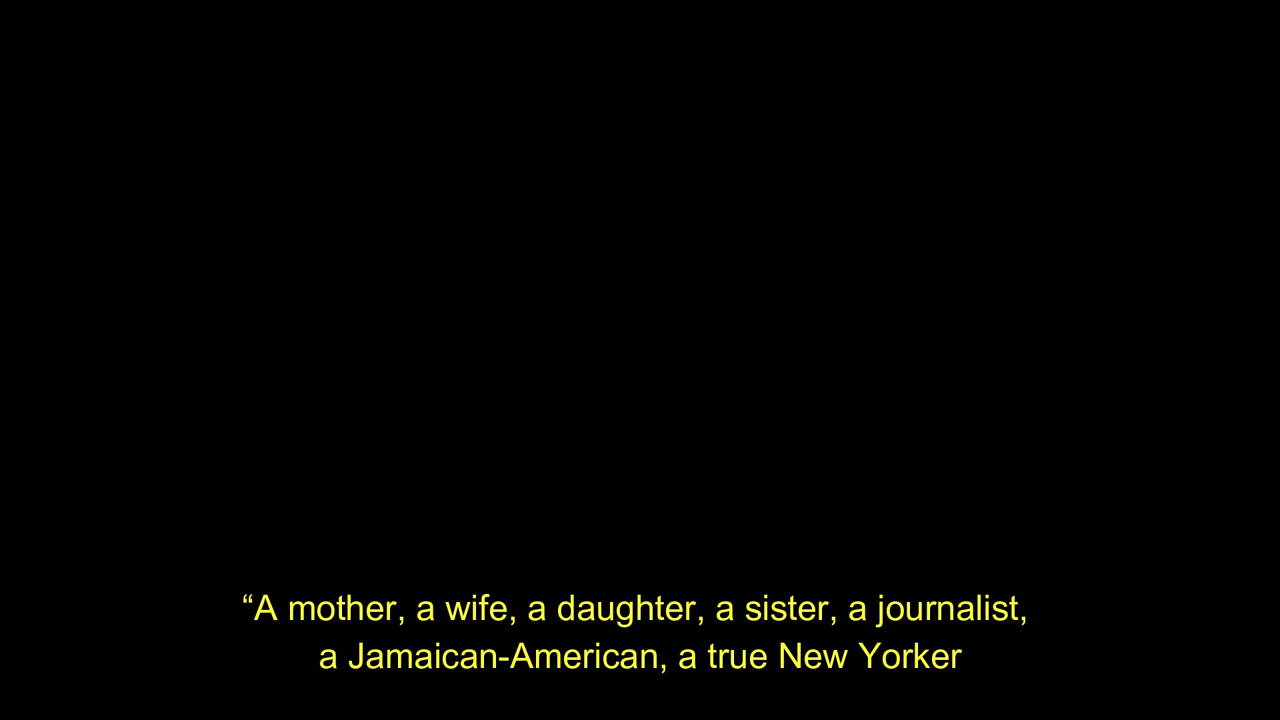 “A mother, a wife, a daughter, a sister, a journalist,
a Jamaican-American, a true New Yorker